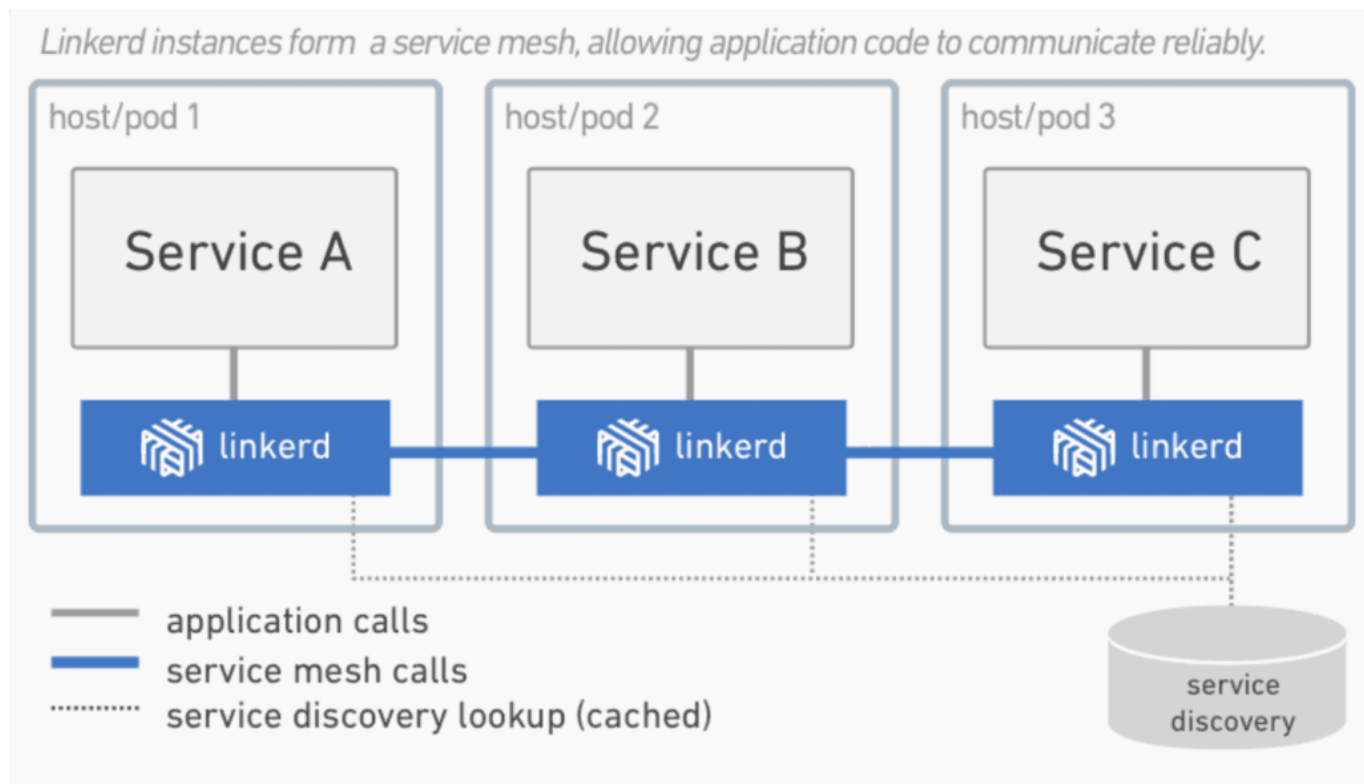 Linkerd instances form a service mesh, allowing application code to communicate reliably.
host/pod 1
host/pod 2
host/pod 3
Service A
Service B
Service C
linkerd
linkerd
linkerd
application calls
service mesh calls
service discovery lookup (cached)
service
discovery